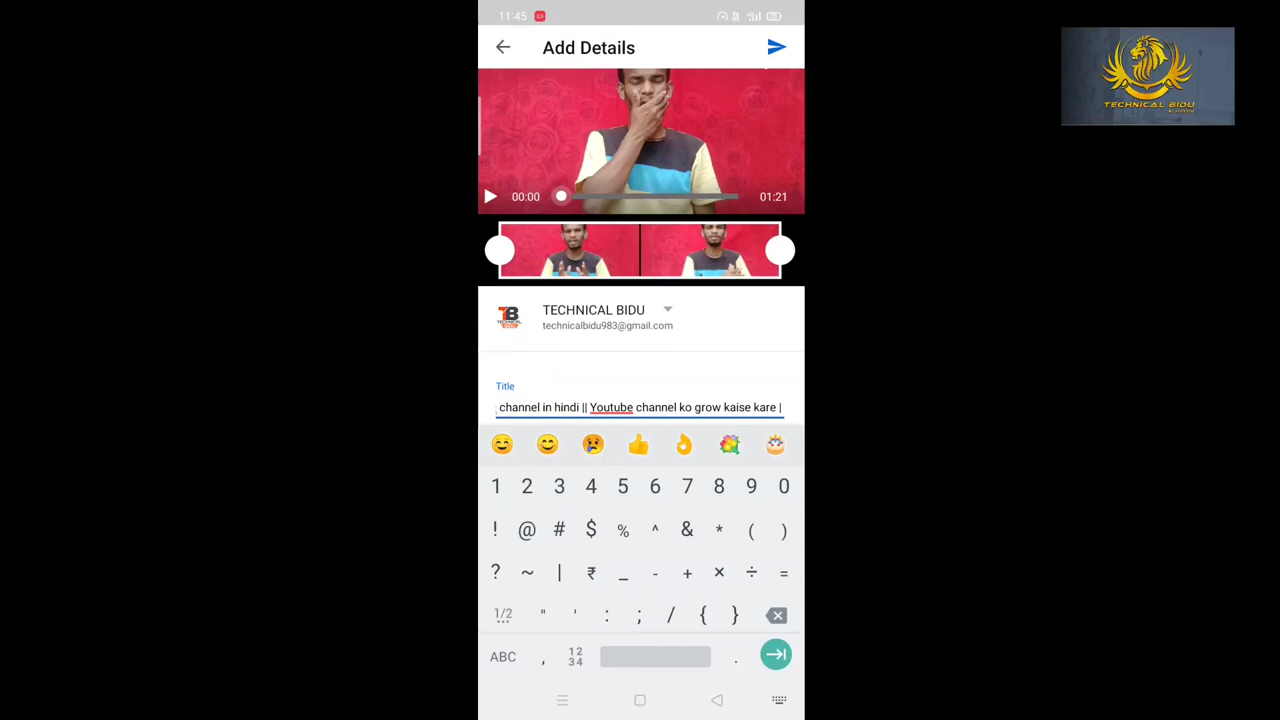 11:45
Add Details
TECHNICAL BIDU
00:00
01:21
TECHNICAL BIDU
technicalbidu983@gmail.com
Title
channel in hindi || Youtube channel ko grow kaise kare |
1 2 3 4 5 6 7 8 9 0
! @ # $ % ^ & * ( )
? ~ | ₹ _ - + × ÷ =
1/2 " ' : ; / { }
ABC , 12 34 .